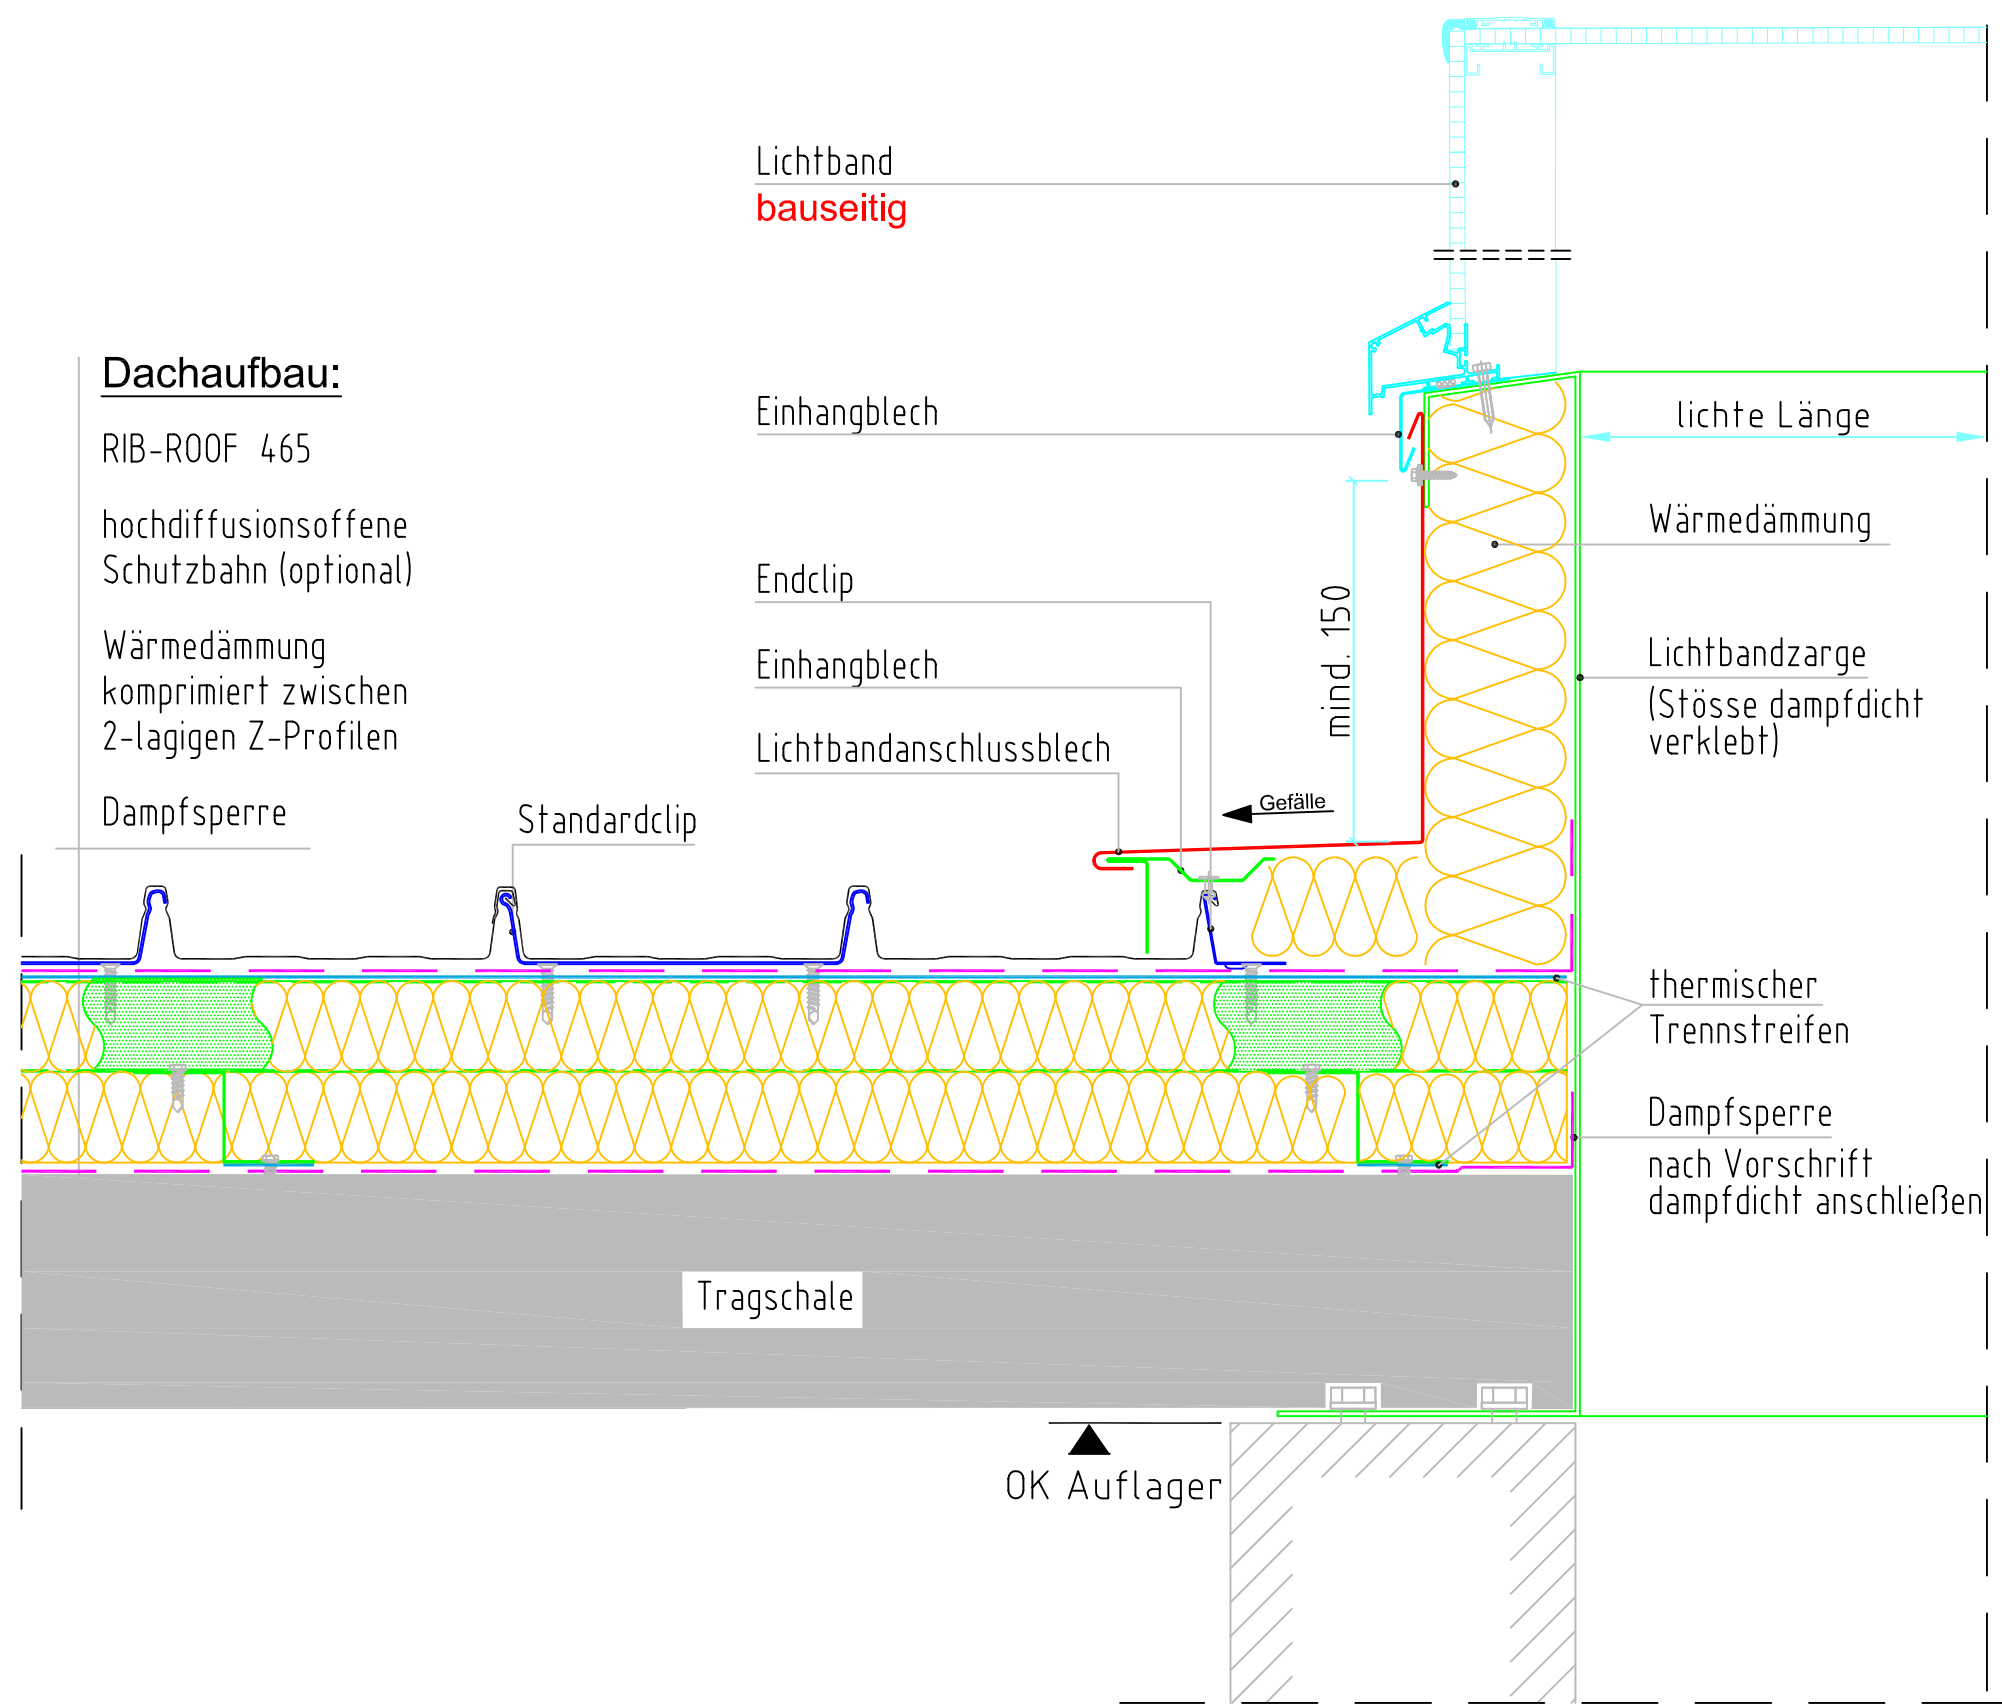 Lichtband
bauseitig
Dachaufbau:
RIB-ROOF 465
hochdiffusionsoffene
Schutzbahn (optional)
Wärmedämmung
komprimiert zwischen
2-lagigen Z-Profilen
Dampfsperre
Standardclip
Einhangblech
Endclip
Einhangblech
Lichtbandanschlussblech
mind. 150
Gefälle
lichte Länge
Wärmedämmung
Lichtbandzarge
(Stösse dampfdicht
verklebt)
thermischer
Trennstreifen
Dampfsperre
nach Vorschrift
dampfdicht anschließen
Tragschale
OK Auflager